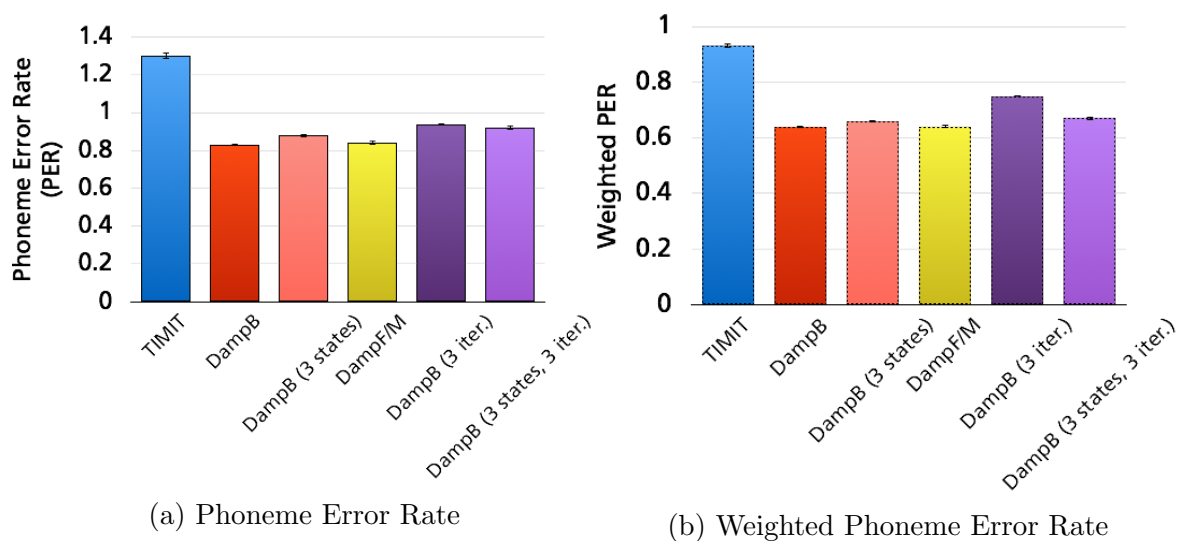 Phoneme Error Rate
(PER)
1.4
1.2
1
0.8
0.6
0.4
0.2
0
TIMIT
DampB
DampB (3 states)
DampF/M
DampB (3 iter.)
DampB (3 states, 3 iter.)
(a) Phoneme Error Rate
Weighted PER
1
0.8
0.6
0.4
0.2
0
TIMIT
DampB
DampB (3 states)
DampF/M
DampB (3 iter.)
DampB (3 states, 3 iter.)
(b) Weighted Phoneme Error Rate